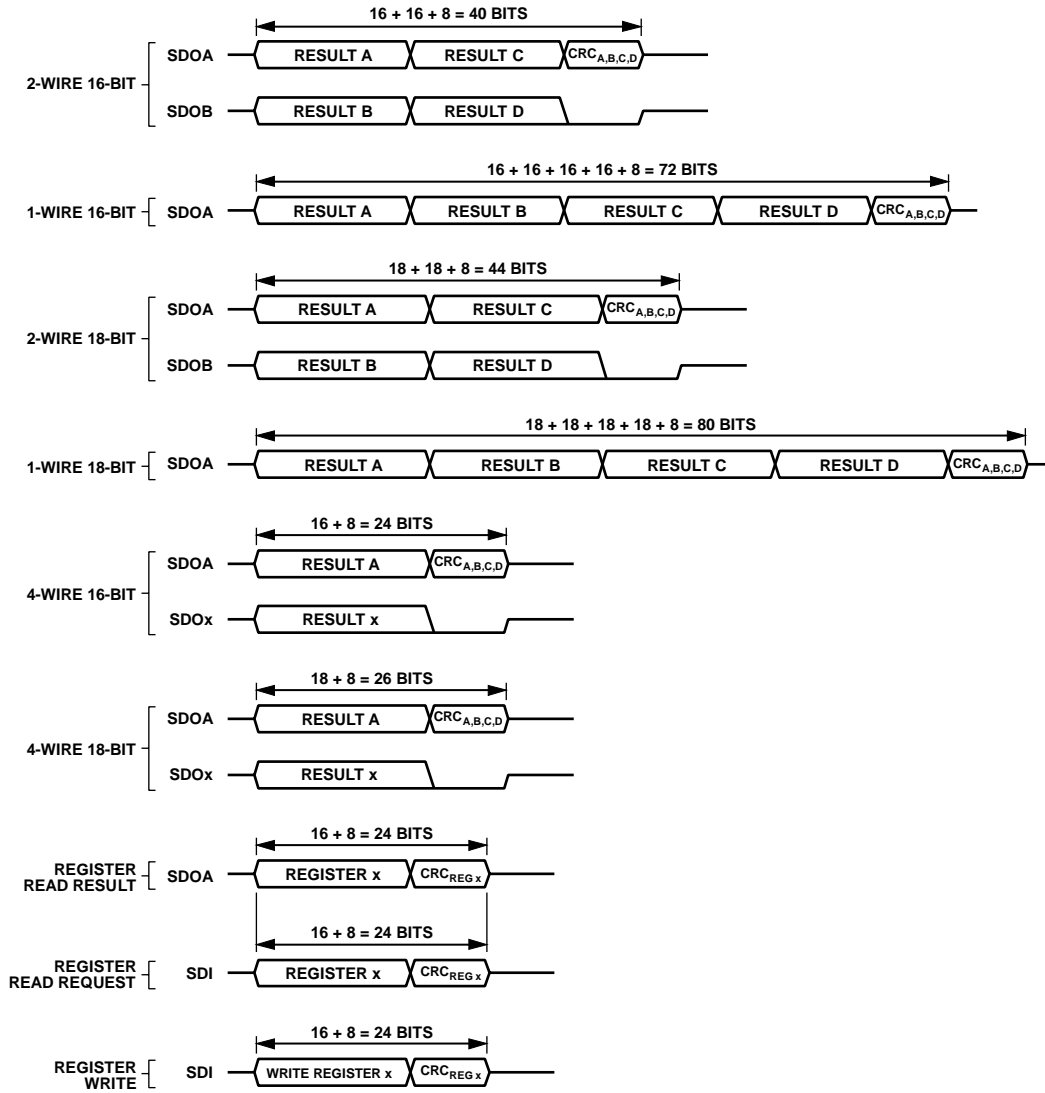 16 + 16 + 8 = 40 BITS
2-WIRE 16-BIT
SDOA RESULT A RESULT C CRCA,B,C,D
SDOB RESULT B RESULT D
16 + 16 + 16 + 16 + 8 = 72 BITS
1-WIRE 16-BIT SDOA RESULT A RESULT B RESULT C RESULT D CRCA,B,C,D
18 + 18 + 8 = 44 BITS
2-WIRE 18-BIT
SDOA RESULT A RESULT C CRCA,B,C,D
SDOB RESULT B RESULT D
18 + 18 + 18 + 18 + 8 = 80 BITS
1-WIRE 18-BIT SDOA RESULT A RESULT B RESULT C RESULT D CRCA,B,C,D
16 + 8 = 24 BITS
4-WIRE 16-BIT
SDOA RESULT A CRCA,B,C,D
SDOx RESULT x
18 + 8 = 26 BITS
4-WIRE 18-BIT
SDOA RESULT A CRCA,B,C,D
SDOx RESULT x
16 + 8 = 24 BITS
REGISTER
READ RESULT
SDOA REGISTER x CRCREG x
16 + 8 = 24 BITS
REGISTER
READ REQUEST
SDI REGISTER x CRCREG x
16 + 8 = 24 BITS
REGISTER
WRITE
SDI WRITE REGISTER x CRCREG x